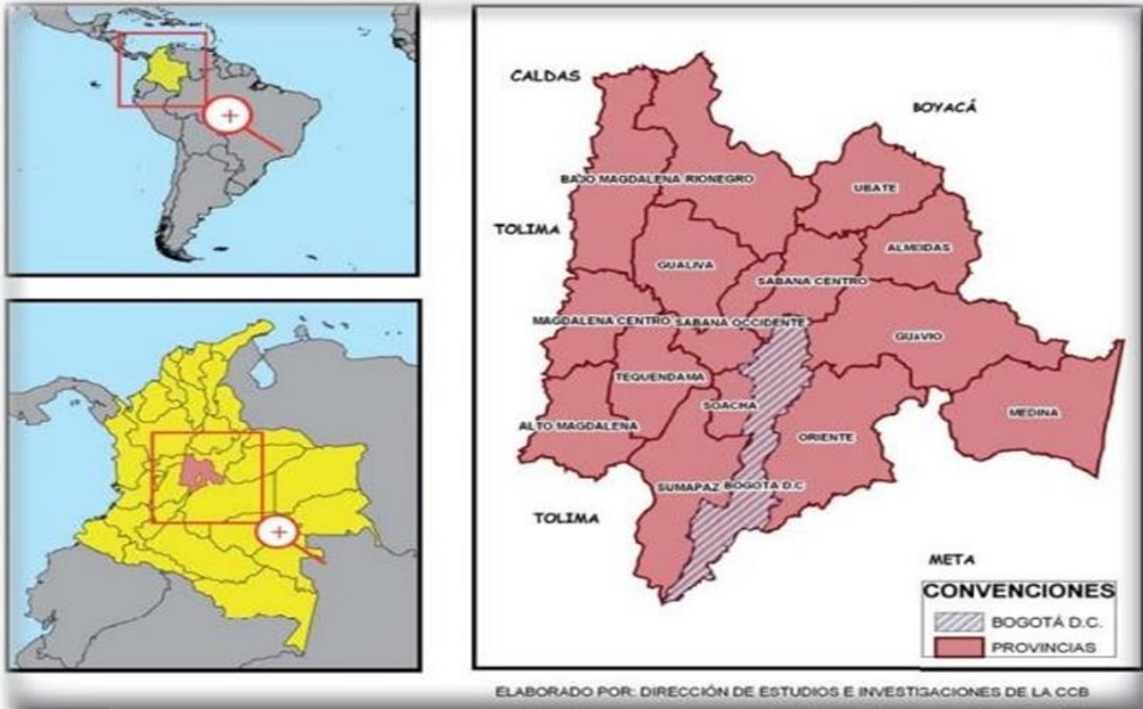 CALDAS
BOYACÁ
BAJO MAGDALENA
RIONEGRO
UBATE
TOLIMA
ALMEIDAS
GUALIVA
SABANA CENTRO
MAGDALENA CENTRO
SABANA OCCIDENTE
GUAVIO
TEQUENDAMA
SOACHA
MEDINA
ALTO MAGDALENA
ORIENTE
SUMAPAZ
BOGOTÁ D.C
TOLIMA
META
CONVENCIONES
BOGOTÁ D.C.
PROVINCIAS
ELABORADO POR: DIRECCIÓN DE ESTUDIOS E INVESTIGACIONES DE LA CCB